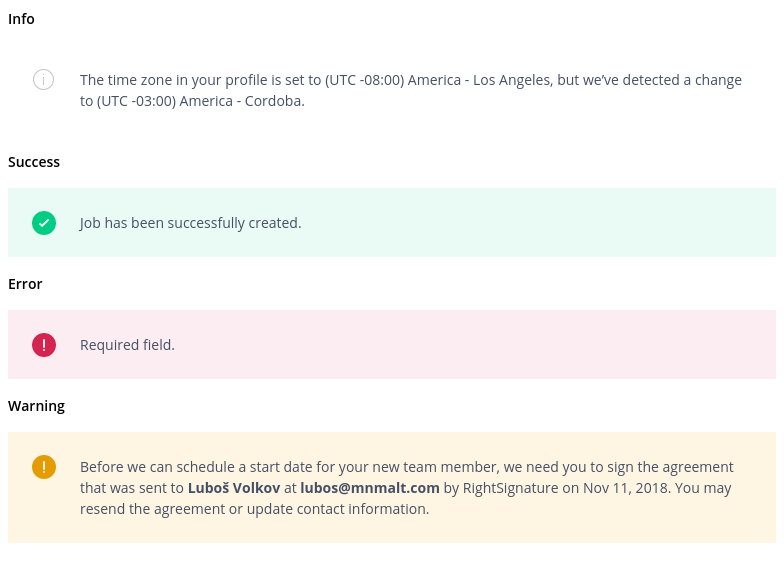 Info
The time zone in your profile is set to (UTC -08:00) America - Los Angeles, but we’ve detected a change
to (UTC -03:00) America - Cordoba.
Success
Job has been successfully created.
Error
Required field.
Warning
Before we can schedule a start date for your new team member, we need you to sign the agreement
that was sent to Luboš Volkov at lubos@mnmalt.com by RightSignature on Nov 11, 2018. You may
resend the agreement or update contact information.